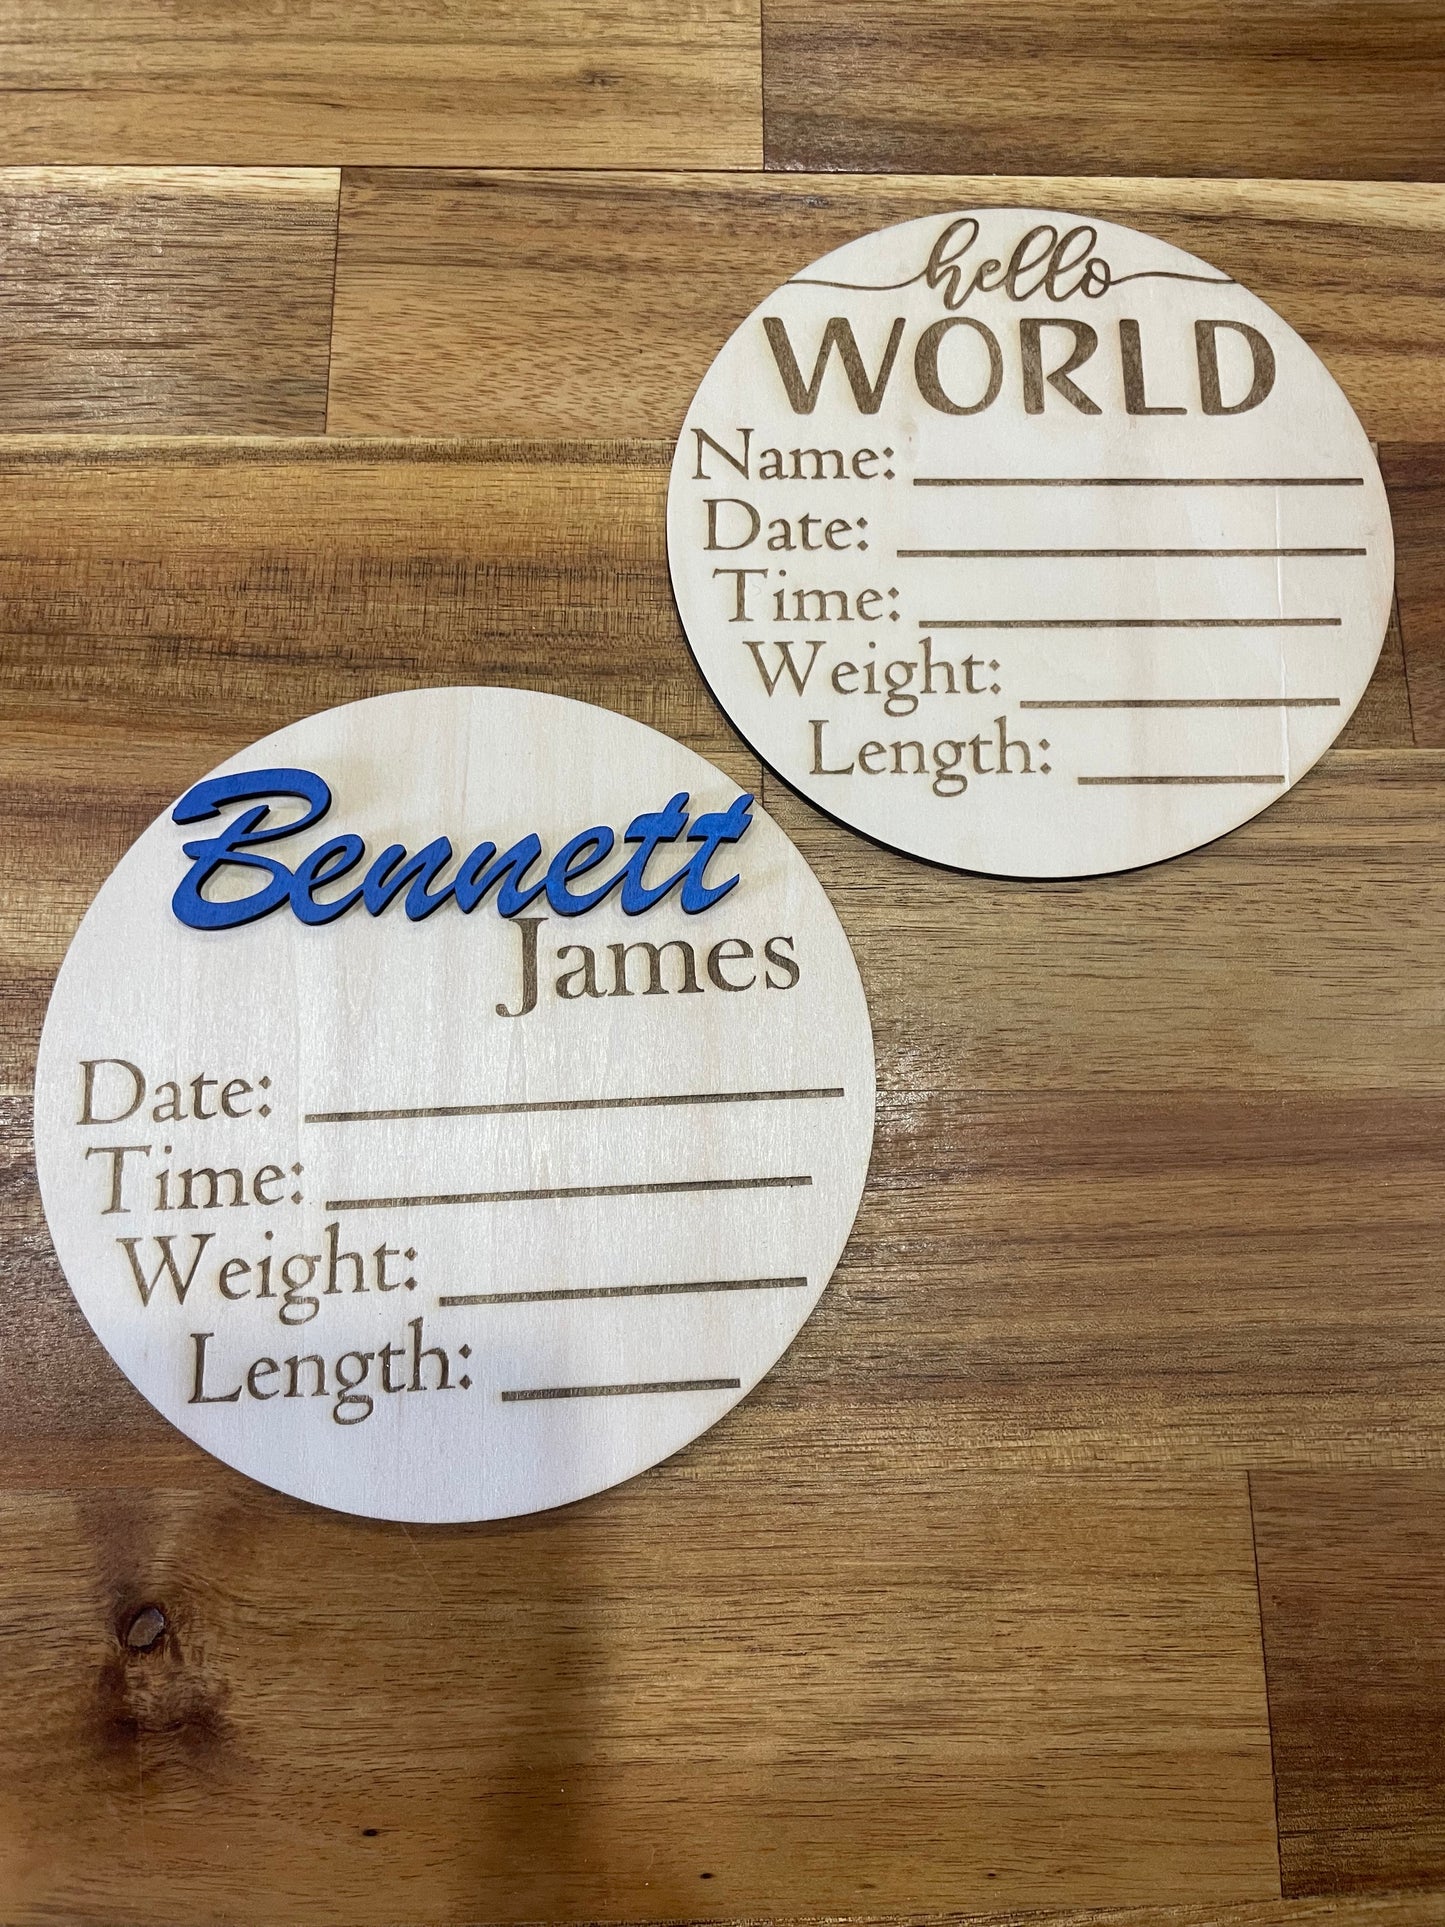 hello
WORLD
Name:
Date:
Time:
Weight:
Length:
Bennett
James
Date:
Time:
Weight:
Length: